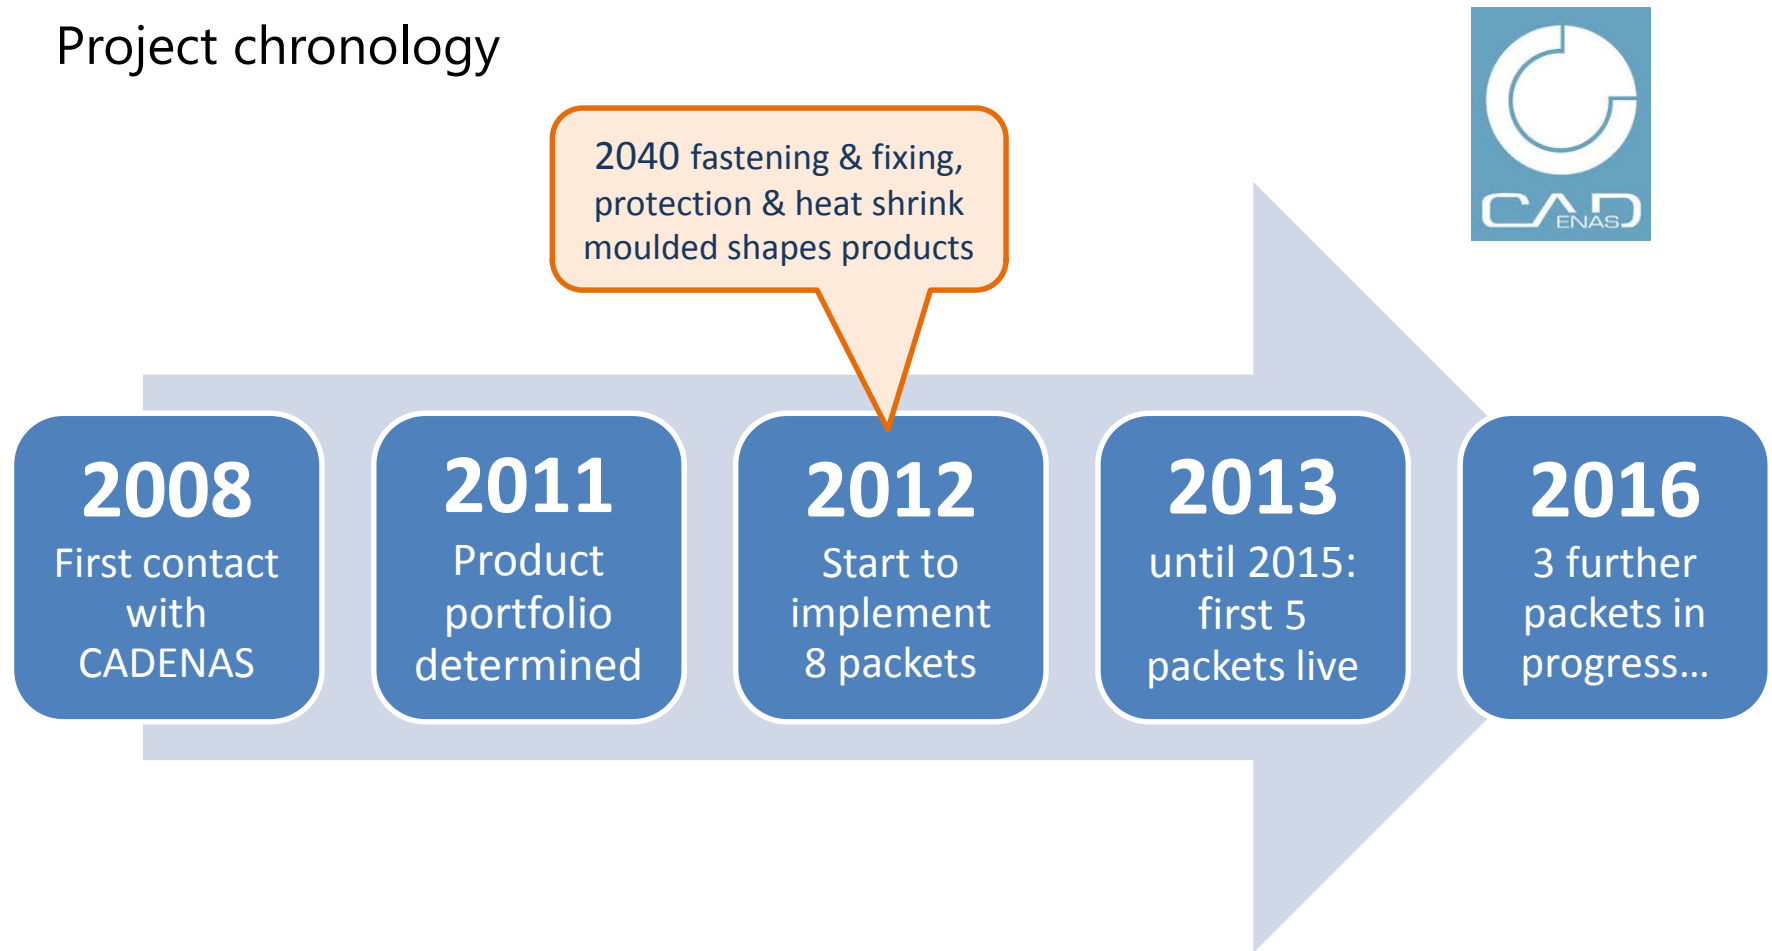 Project chronology
CADENAS
2040 fastening & fixing,
protection & heat shrink
moulded shapes products
2008
First contact
with
CADENAS
2011
Product
portfolio
determined
2012
Start to
implement
8 packets
2013
until 2015:
first 5
packets live
2016
3 further
packets in
progress...